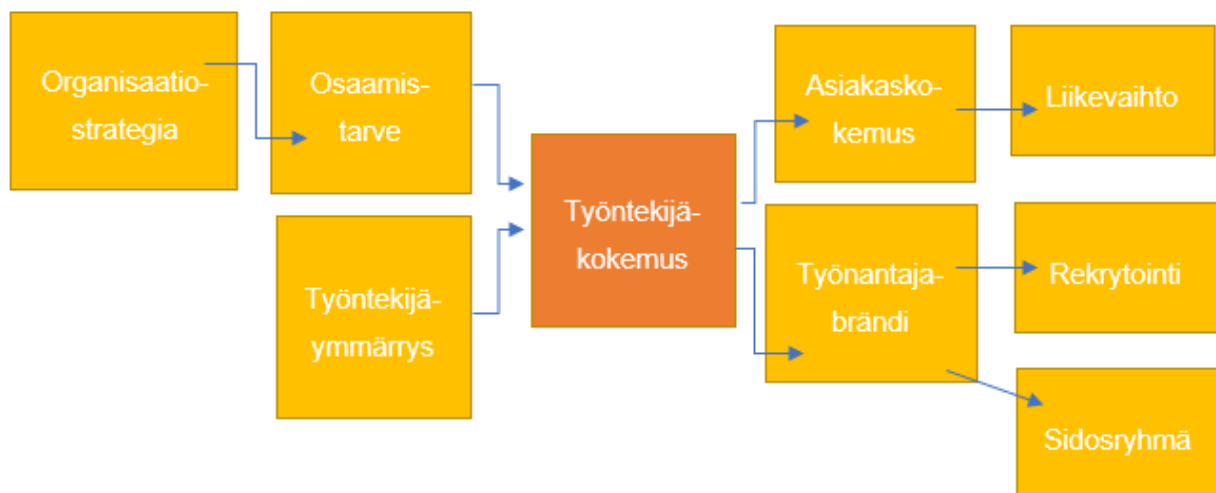 Organisaatio-
strategia
Osaamis-
tarve
Työntekijä-
ymmärrys
Työntekijä-
kokemus
Asiakasko-
kemus
Liikevaihto
Työnantaja-
brändi
Rekrytointi
Sidosryhmä